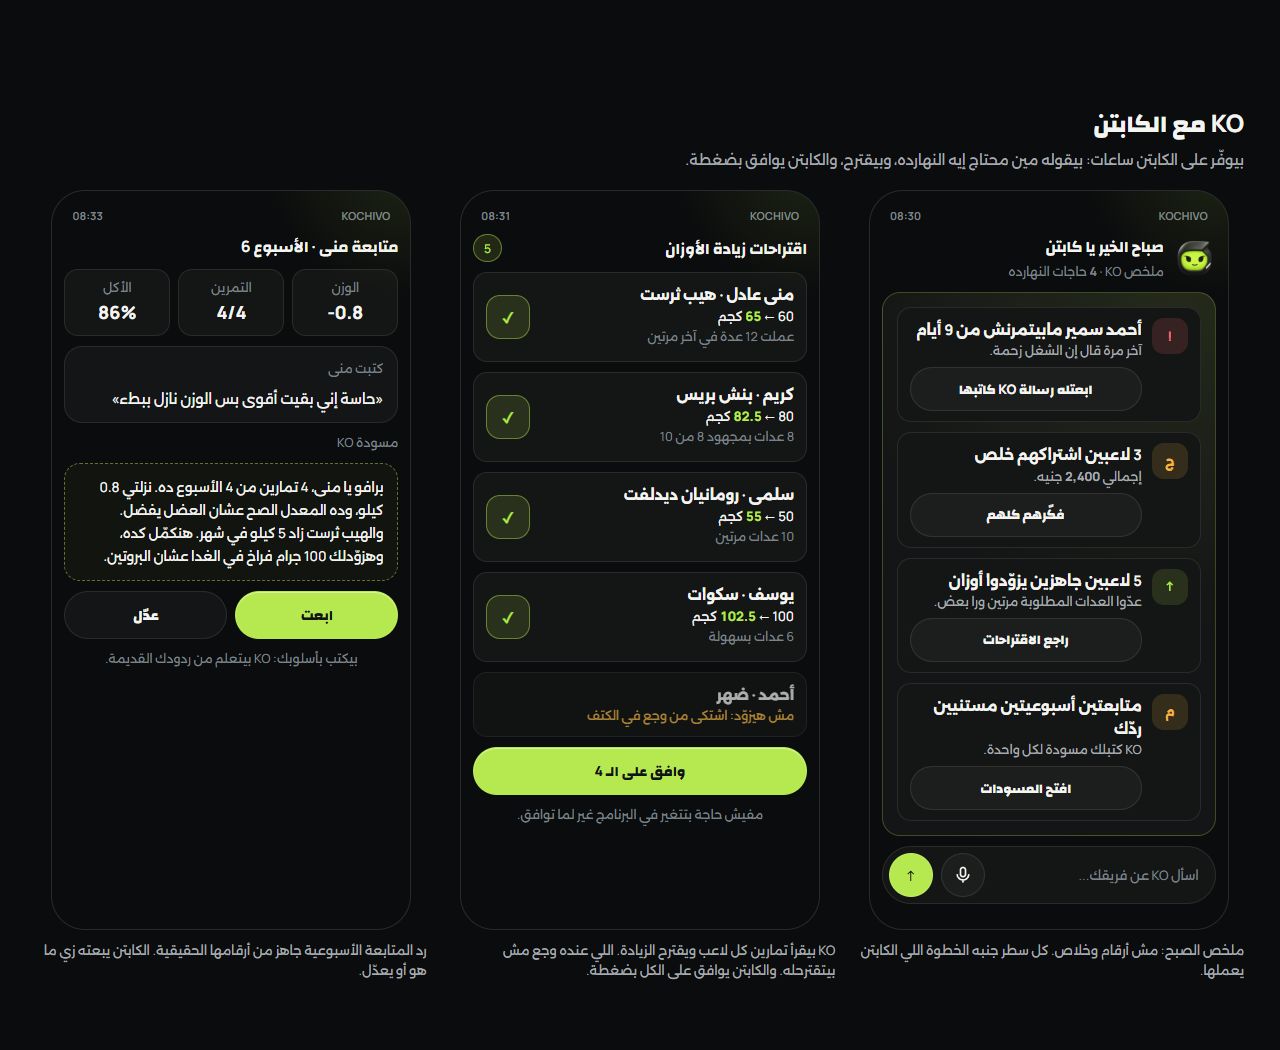 KO مع الكابتن
بيوفّر على الكابتن ساعات: بيقوله مين محتاج إيه النهارده، وبيقترح، والكابتن يوافق بضغطة.
KOCHIVO
08:30
صباح الخير يا كابتن
ملخص KO · 4 حاجات النهارده
ا
أحمد سمير مابيتمرنش من 9 أيام
آخر مرة قال إن الشغل زحمة.
ابعتله رسالة KO كاتبها
ج
3 لاعبين اشتراكهم خلص
إجمالي 2,400 جنيه.
فكّرهم كلهم
↑
5 لاعبين جاهزين يزوّدوا أوزان
عدّوا العدات المطلوبة مرتين ورا بعض.
راجع الاقتراحات
م
متابعتين أسبوعيتين مستنيين
ردّك
KO كتبلك مسودة لكل واحدة.
افتح المسودات
اسأل KO عن فريقك...
↑
ملخص الصبح: مش أرقام وخلاص. كل سطر جنبه الخطوة اللي الكابتن
يعملها.
KOCHIVO
08:31
اقتراحات زيادة الأوزان
5
منى عادل · هيب ثرست
60 ← 65 كجم
عملت 12 عدة في آخر مرتين
✓
كريم · بنش بريس
80 ← 82.5 كجم
8 عدات بمجهود 8 من 10
✓
سلمى · رومانيان ديدلفت
50 ← 55 كجم
10 عدات مرتين
✓
يوسف · سكوات
100 ← 102.5 كجم
6 عدات بسهولة
✓
أحمد · ضهر
مش هيزوّد: اشتكى من وجع في الكتف
وافق على الـ 4
مفيش حاجة بتتغير في البرنامج غير لما توافق.
KO بيقرأ تمارين كل لاعب ويقترح الزيادة. اللي عنده وجع مش
بيتقترحله. والكابتن يوافق على الكل بضغطة.
KOCHIVO
08:33
متابعة منى · الأسبوع 6
الوزن
-0.8
التمرين
4/4
الأكل
86%
كتبت منى
«حاسة إني بقيت أقوى بس الوزن نازل ببطء»
مسودة KO
برافو يا منى. 4 تمارين من 4 الأسبوع ده. نزلتي 0.8
كيلو، وده المعدل الصح عشان العضل يفضل.
والهيب ثرست زاد 5 كيلو في شهر. هنكمّل كده،
وهزوّدلك 100 جرام فراخ في الغدا عشان البروتين.
ابعت
عدّل
بيكتب بأسلوبك: KO بيتعلم من ردودك القديمة.
رد المتابعة الأسبوعية جاهز من أرقامها الحقيقية. الكابتن يبعته زي ما
هو أو يعدّل.